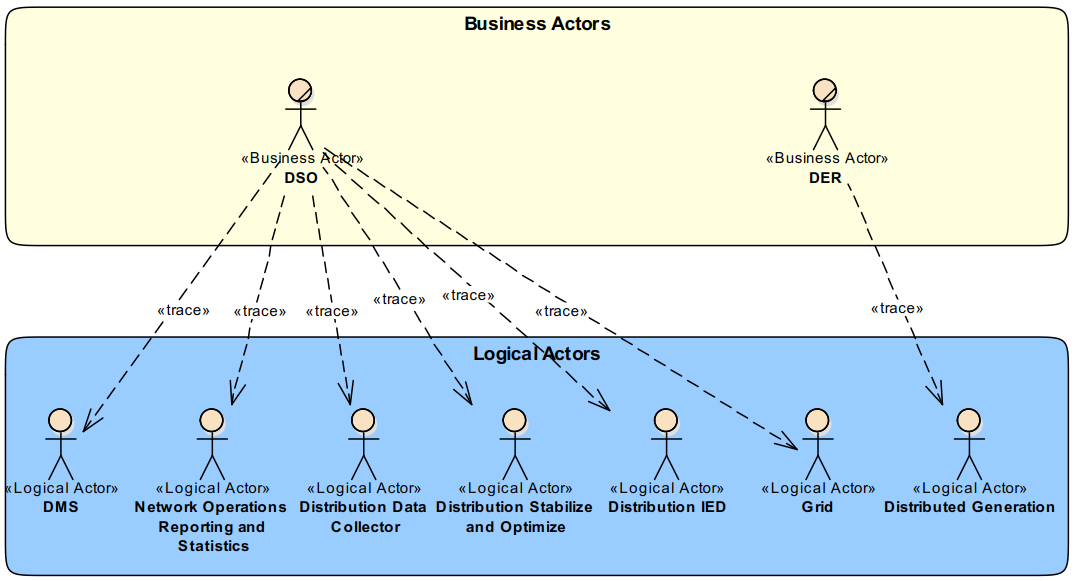 Business Actors
«Business Actor»
DSO
«Business Actor»
DER
«trace»
«trace»
«trace»
«trace»
«trace»
«trace»
«trace»
Logical Actors
«Logical Actor»
DMS
«Logical Actor»
Network Operations
Reporting and
Statistics
«Logical Actor»
Distribution Data
Collector
«Logical Actor»
Distribution Stabilize
and Optimize
«Logical Actor»
Distribution IED
«Logical Actor»
Grid
«Logical Actor»
Distributed Generation